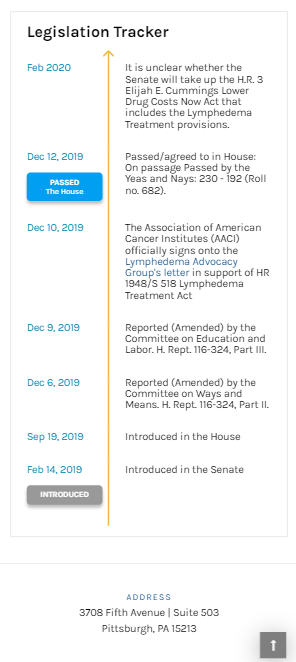 Legislation Tracker
Feb 2020
It is unclear whether the
Senate will take up the H.R. 3
Elijah E. Cummings Lower
Drug Costs Now Act that
includes the Lymphedema
Treatment provisions.
Dec 12, 2019
PASSED
The House
Passed/agreed to in House:
On passage Passed by the
Yeas and Nays: 230 - 192 (Roll
no. 682).
Dec 10, 2019
The Association of American
Cancer Institutes (AACI)
officially signs onto the
Lymphedema Advocacy
Group's letter in support of HR
1948/S 518 Lymphedema
Treatment Act
Dec 9, 2019
Reported (Amended) by the
Committee on Education and
Labor. H. Rept. 116-324, Part III.
Dec 6, 2019
Reported (Amended) by the
Committee on Ways and
Means. H. Rept. 116-324, Part II.
Sep 19, 2019
Introduced in the House
Feb 14, 2019
Introduced in the Senate
INTRODUCED
ADDRESS
3708 Fifth Avenue | Suite 503
Pittsburgh, PA 15213